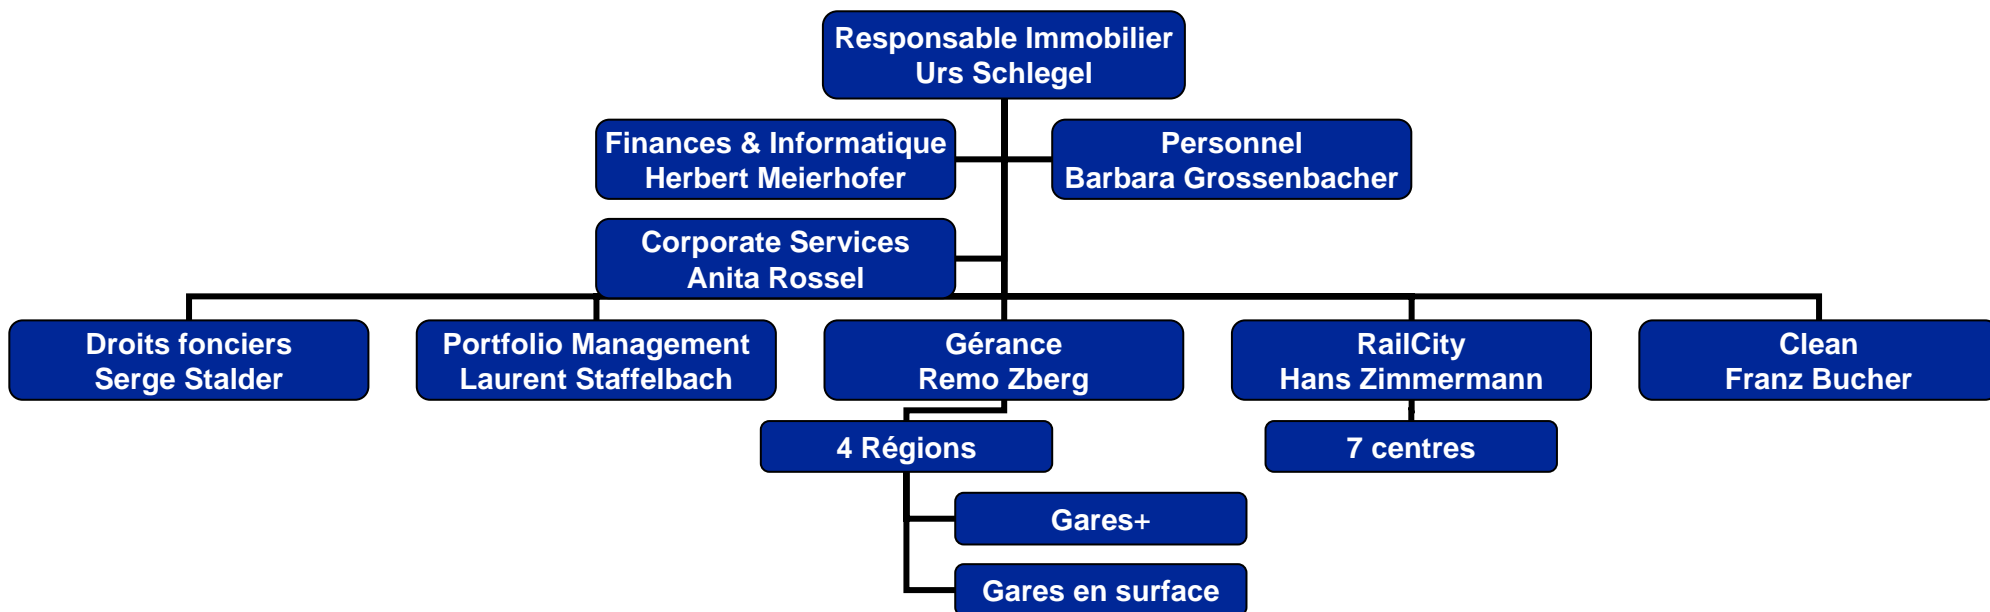 Responsable Immobilier
Urs Schlegel
Finances & Informatique
Herbert Meierhofer
Personnel
Barbara Grossenbacher
Corporate Services
Anita Rossel
Droits fonciers
Serge Stalder
Portfolio Management
Laurent Staffelbach
Gérance
Remo Zberg
RailCity
Hans Zimmermann
Clean
Franz Bucher
4 Régions
7 centres
Gares+
Gares en surface